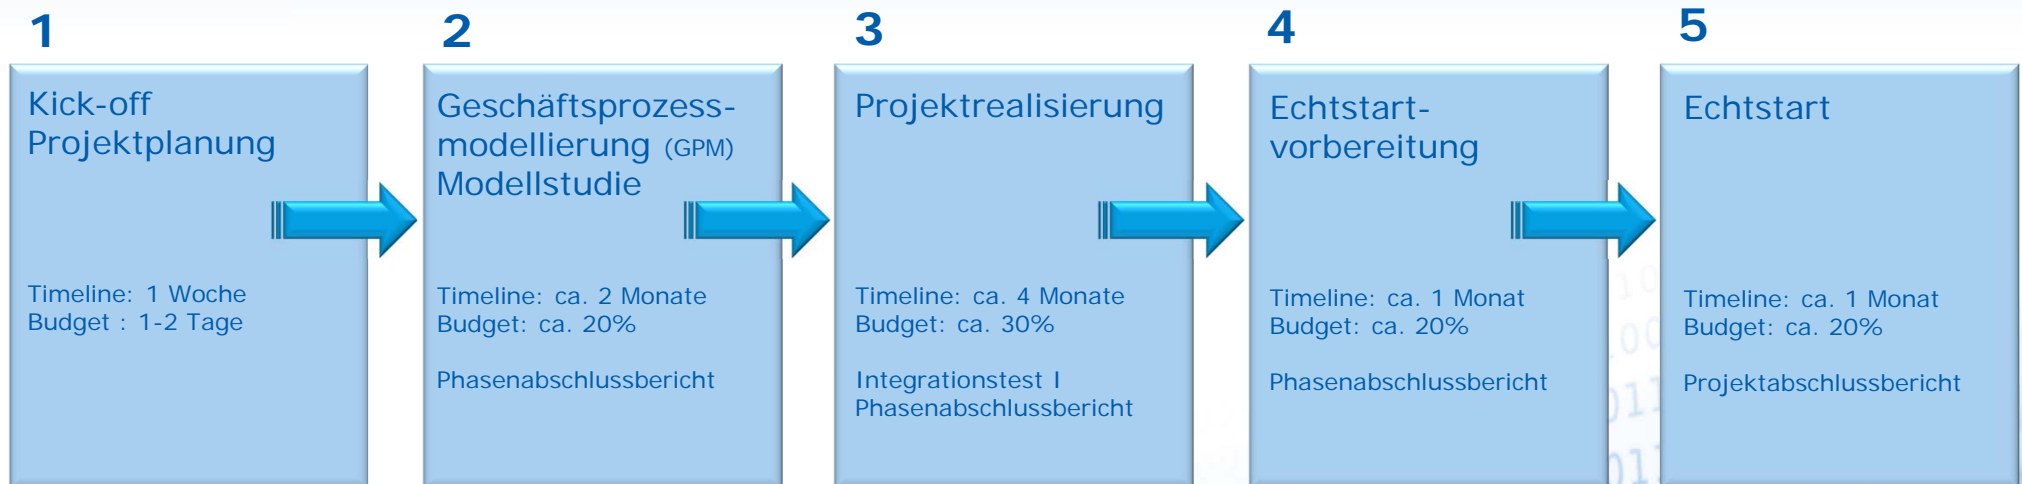 1
Kick-off
Projektplanung
Timeline: 1 Woche
Budget : 1-2 Tage
2
Geschäftsprozess-
modellierung (GPM)
Modellstudie
Timeline: ca. 2 Monate
Budget: ca. 20%
Phasenabschlussbericht
3
Projektrealisierung
Timeline: ca. 4 Monate
Budget: ca. 30%
Integrationstest I
Phasenabschlussbericht
4
Echtstart-
vorbereitung
Timeline: ca. 1 Monat
Budget: ca. 20%
Phasenabschlussbericht
5
Echtstart
Timeline: ca. 1 Monat
Budget: ca. 20%
Projektabschlussbericht